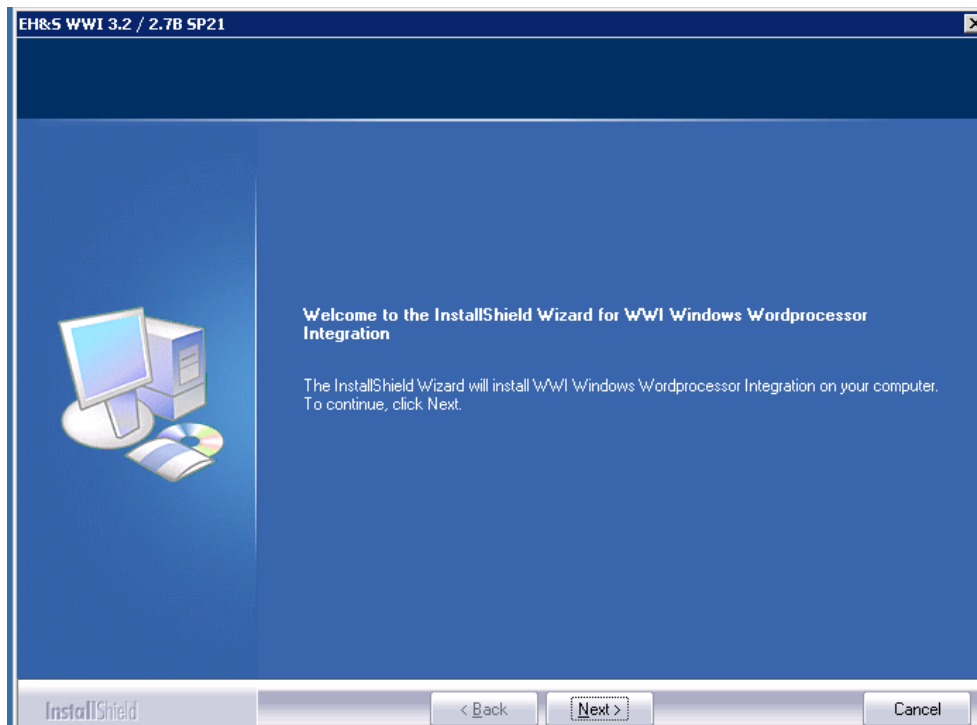 EH&S WWI 3.2 / 2.7B SP21
Welcome to the InstallShield Wizard for WWI Windows Wordprocessor
Integration
The InstallShield Wizard will install WWI Windows Wordprocessor Integration on your computer.
To continue, click Next.
InstallShield
< Back
Next >
Cancel